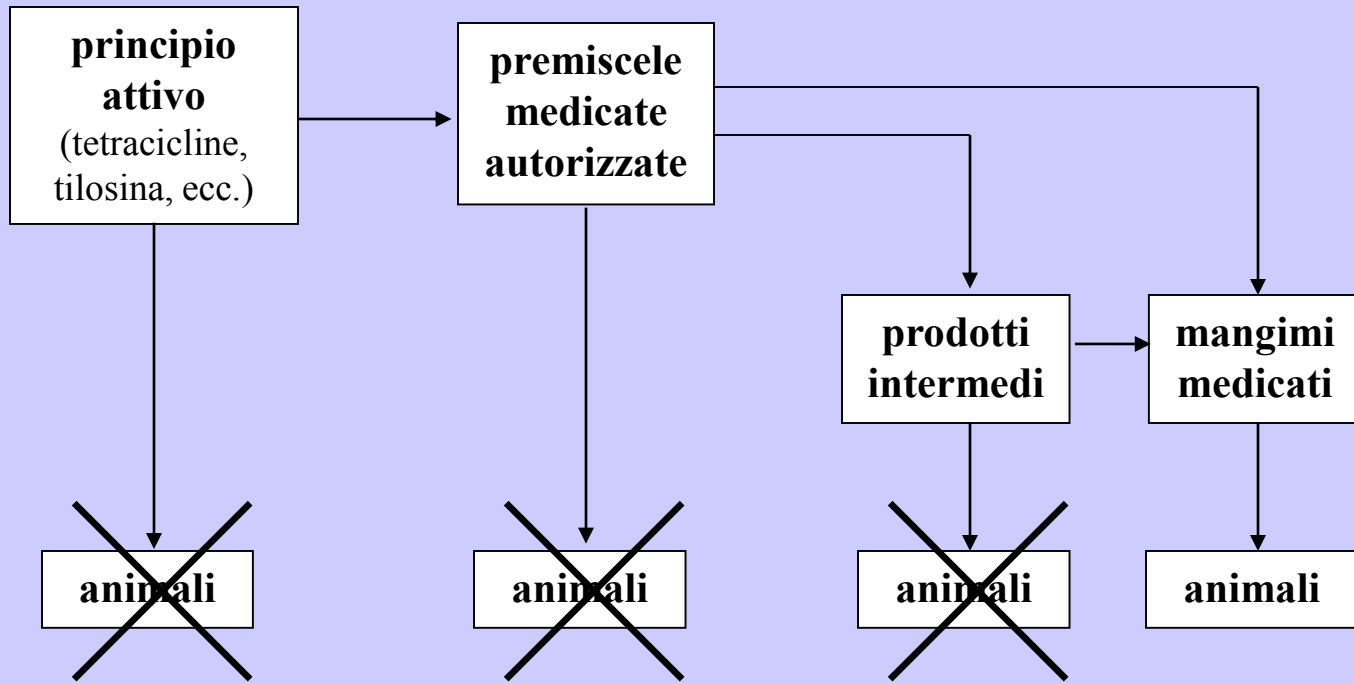 principio
attivo
(tetracicline,
tilosina, ecc.)
premiscele
medicate
autorizzate
prodotti
intermedi
mangimi
medicati
animali
animali
animali
animali